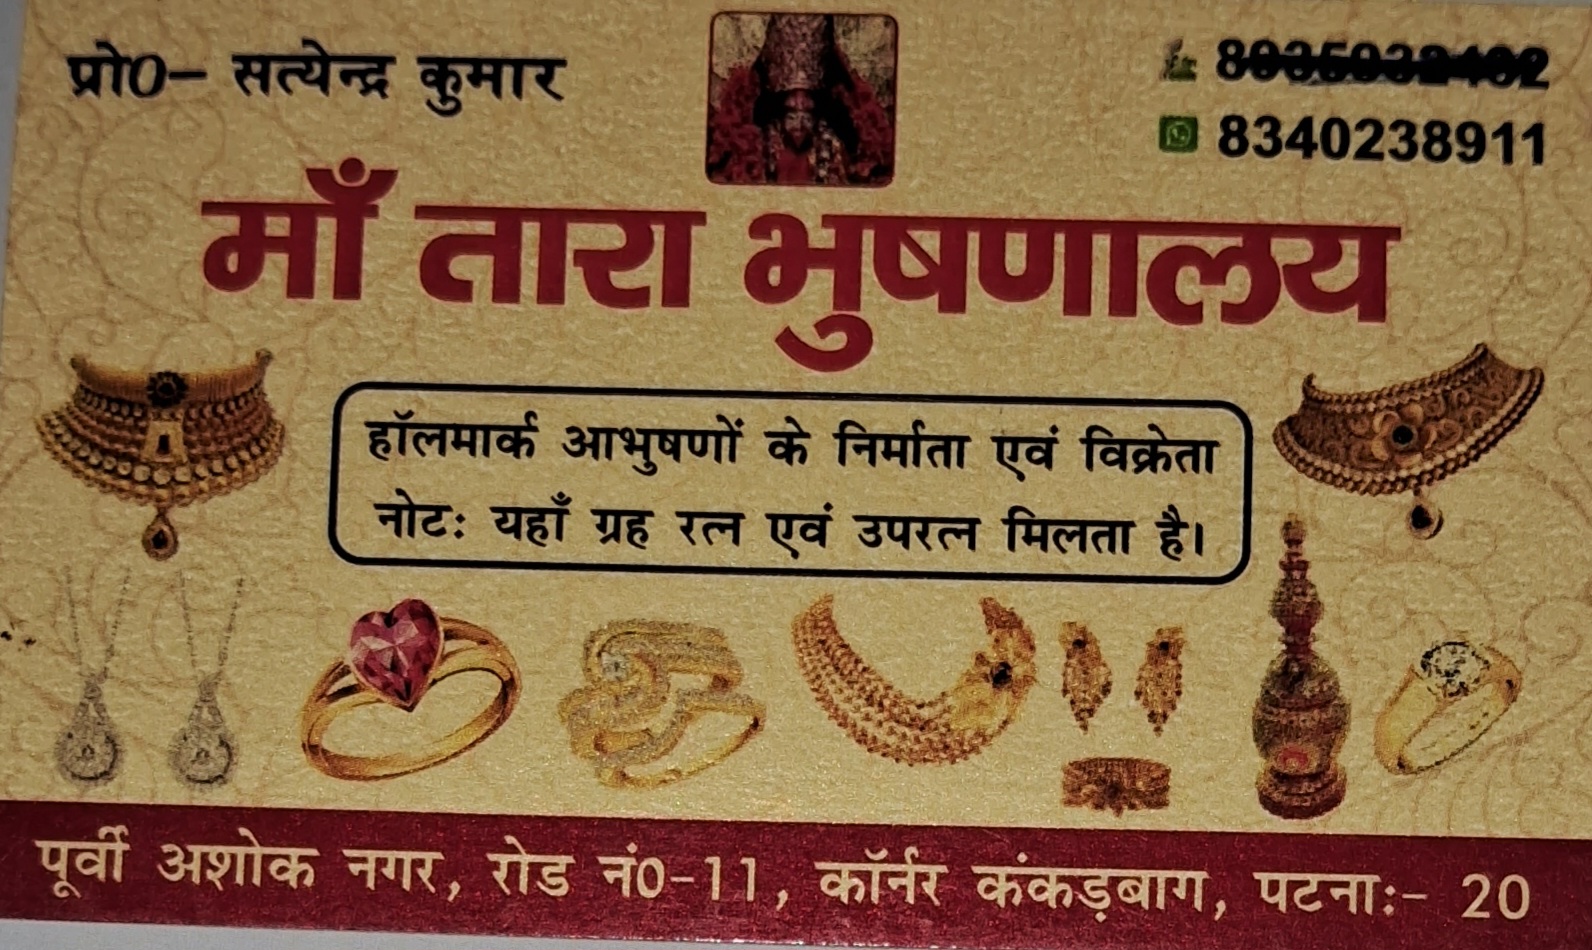 प्रो0- सत्येन्द्र कुमार
8340238911
माँ तारा भुषणालय
हॉलमार्क आभुषणों के निर्माता एवं विक्रेता
नोटः यहाँ ग्रह रत्न एवं उपरत्न मिलता है।
पूर्वी अशोक नगर, रोड नं0-11, कॉर्नर कंकड़बाग, पटनाः- 20